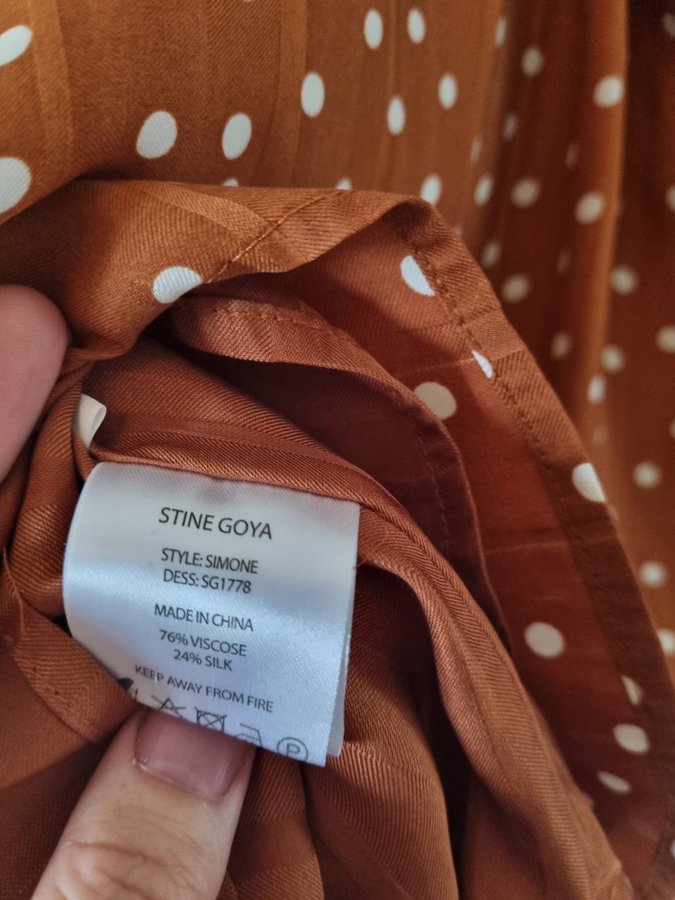 STINE GOYA
STYLE: SIMONE
DESS: SG1778
MADE IN CHINA
76% VISCOSE
24% SILK
KEEP AWAY FROM FIRE
P